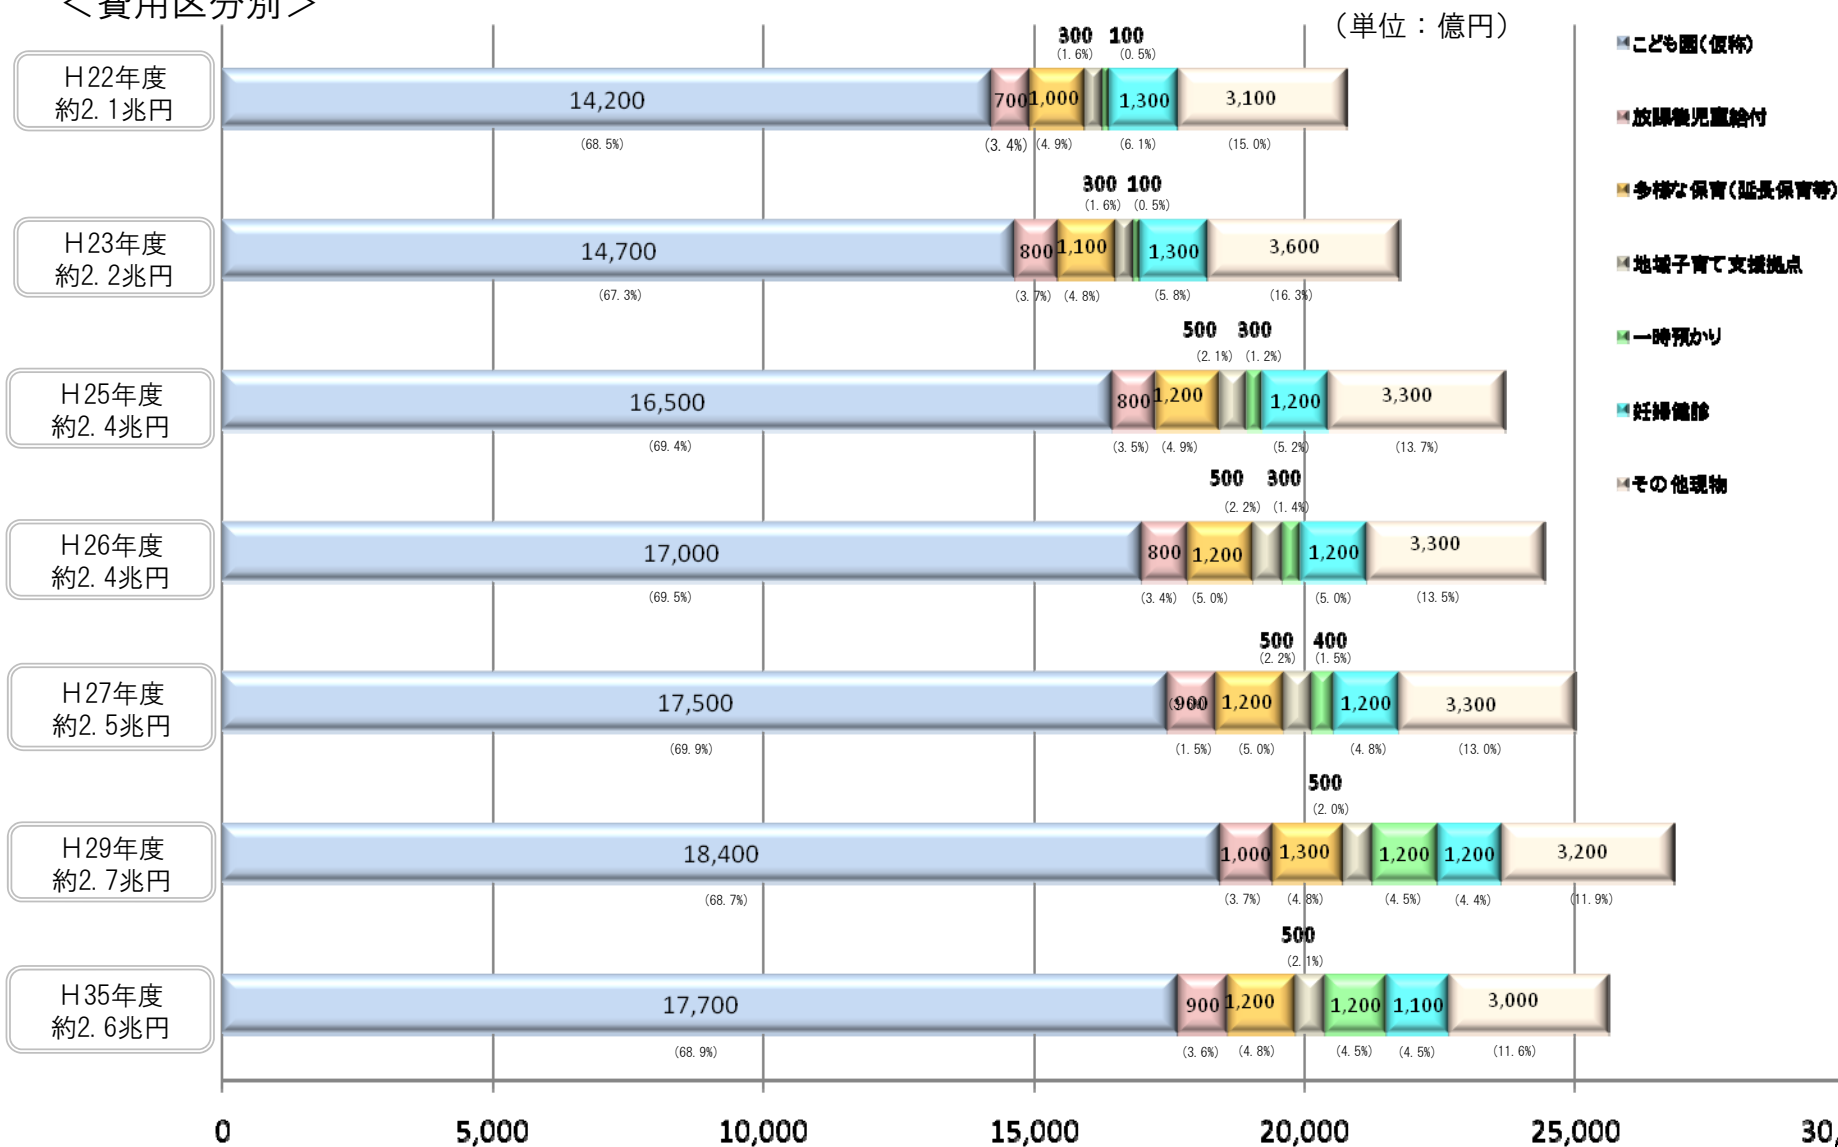 ＜費用区分別＞
（単位：億円）
H22年度
約2.1兆円
300 100
(1.6%) (0.5%)
14,200 700 1,000 1,300 3,100
(68.5%) (3.4%) (4.9%) (6.1%) (15.0%)
H23年度
約2.2兆円
300 100
(1.6%) (0.5%)
14,700 800 1,100 1,300 3,600
(67.3%) (3.7%) (4.8%) (5.8%) (16.3%)
H25年度
約2.4兆円
500 300
(2.1%) (1.2%)
16,500 800 1,200 1,200 3,300
(69.4%) (3.5%) (4.9%) (5.2%) (13.7%)
H26年度
約2.4兆円
500 300
(2.2%) (1.4%)
17,000 800 1,200 1,200 3,300
(69.5%) (3.4%) (5.0%) (5.0%) (13.5%)
H27年度
約2.5兆円
500 400
(2.2%) (1.5%)
17,500 900 1,200 1,200 3,300
(69.9%) (1.5%) (5.0%) (4.8%) (13.0%)
H29年度
約2.7兆円
500
(2.0%)
18,400 1,000 1,300 1,200 1,200 3,200
(68.7%) (3.7%) (4.8%) (4.5%) (4.4%) (11.9%)
H35年度
約2.6兆円
500
(2.1%)
17,700 900 1,200 1,200 1,100 3,000
(68.9%) (3.6%) (4.8%) (4.5%) (4.5%) (11.6%)
0 5,000 10,000 15,000 20,000 25,000 30,
こども園（仮称）
放課後児童給付
多様な保育（延長保育等）
地域子育て支援拠点
一時預かり
妊婦健診
その他現物